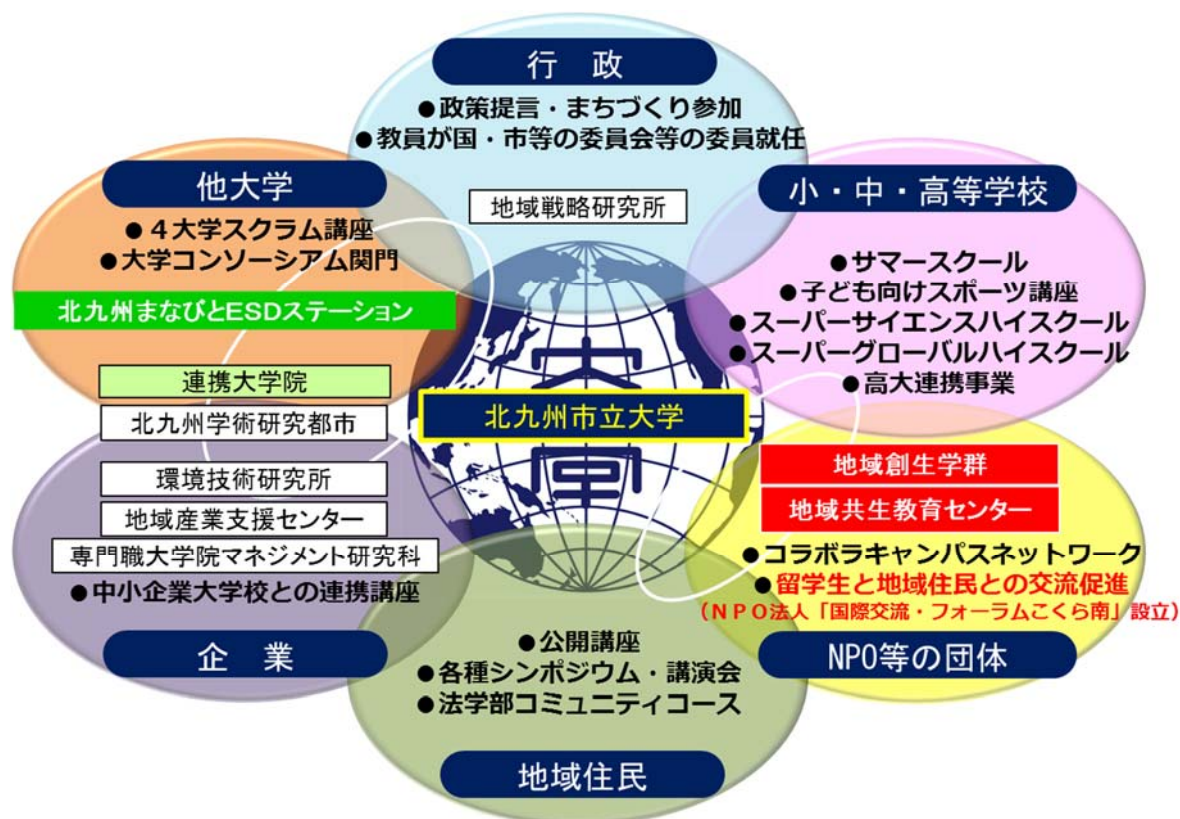 行　政
●政策提言・まちづくり参加
●教員が国・市等の委員会等の委員就任
地域戦略研究所
他大学
●４大学スクラム講座
●大学コンソーシアム関門
北九州まなびとESDステーション
連携大学院
北九州学術研究都市
小・中・高等学校
●サマースクール
●子ども向けスポーツ講座
●スーパーサイエンスハイスクール
●スーパーグローバルハイスクール
●高大連携事業
北九州市立大学
環境技術研究所
地域産業支援センター
専門職大学院マネジメント研究科
●中小企業大学校との連携講座
企　業
地域創生学群
地域共生教育センター
●コラボラキャンパスネットワーク
●留学生と地域住民との交流促進
（ＮＰＯ法人「国際交流・フォーラムこくら南」設立）
NPO等の団体
●公開講座
●各種シンポジウム・講演会
●法学部コミュニティコース
地域住民